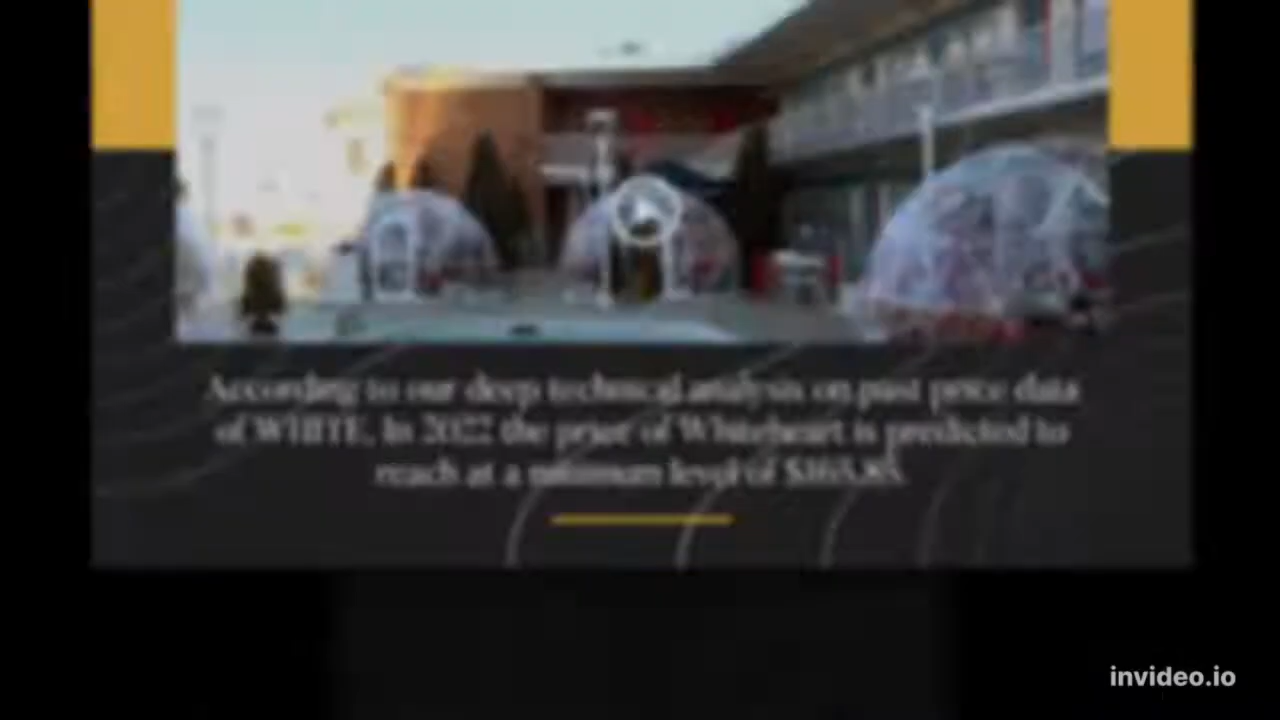 According to our deep technical analysis on past price data
of WHITE, In 2022 the price of Whiteheart is predicted to
reach at a minimum level of
invideo.io